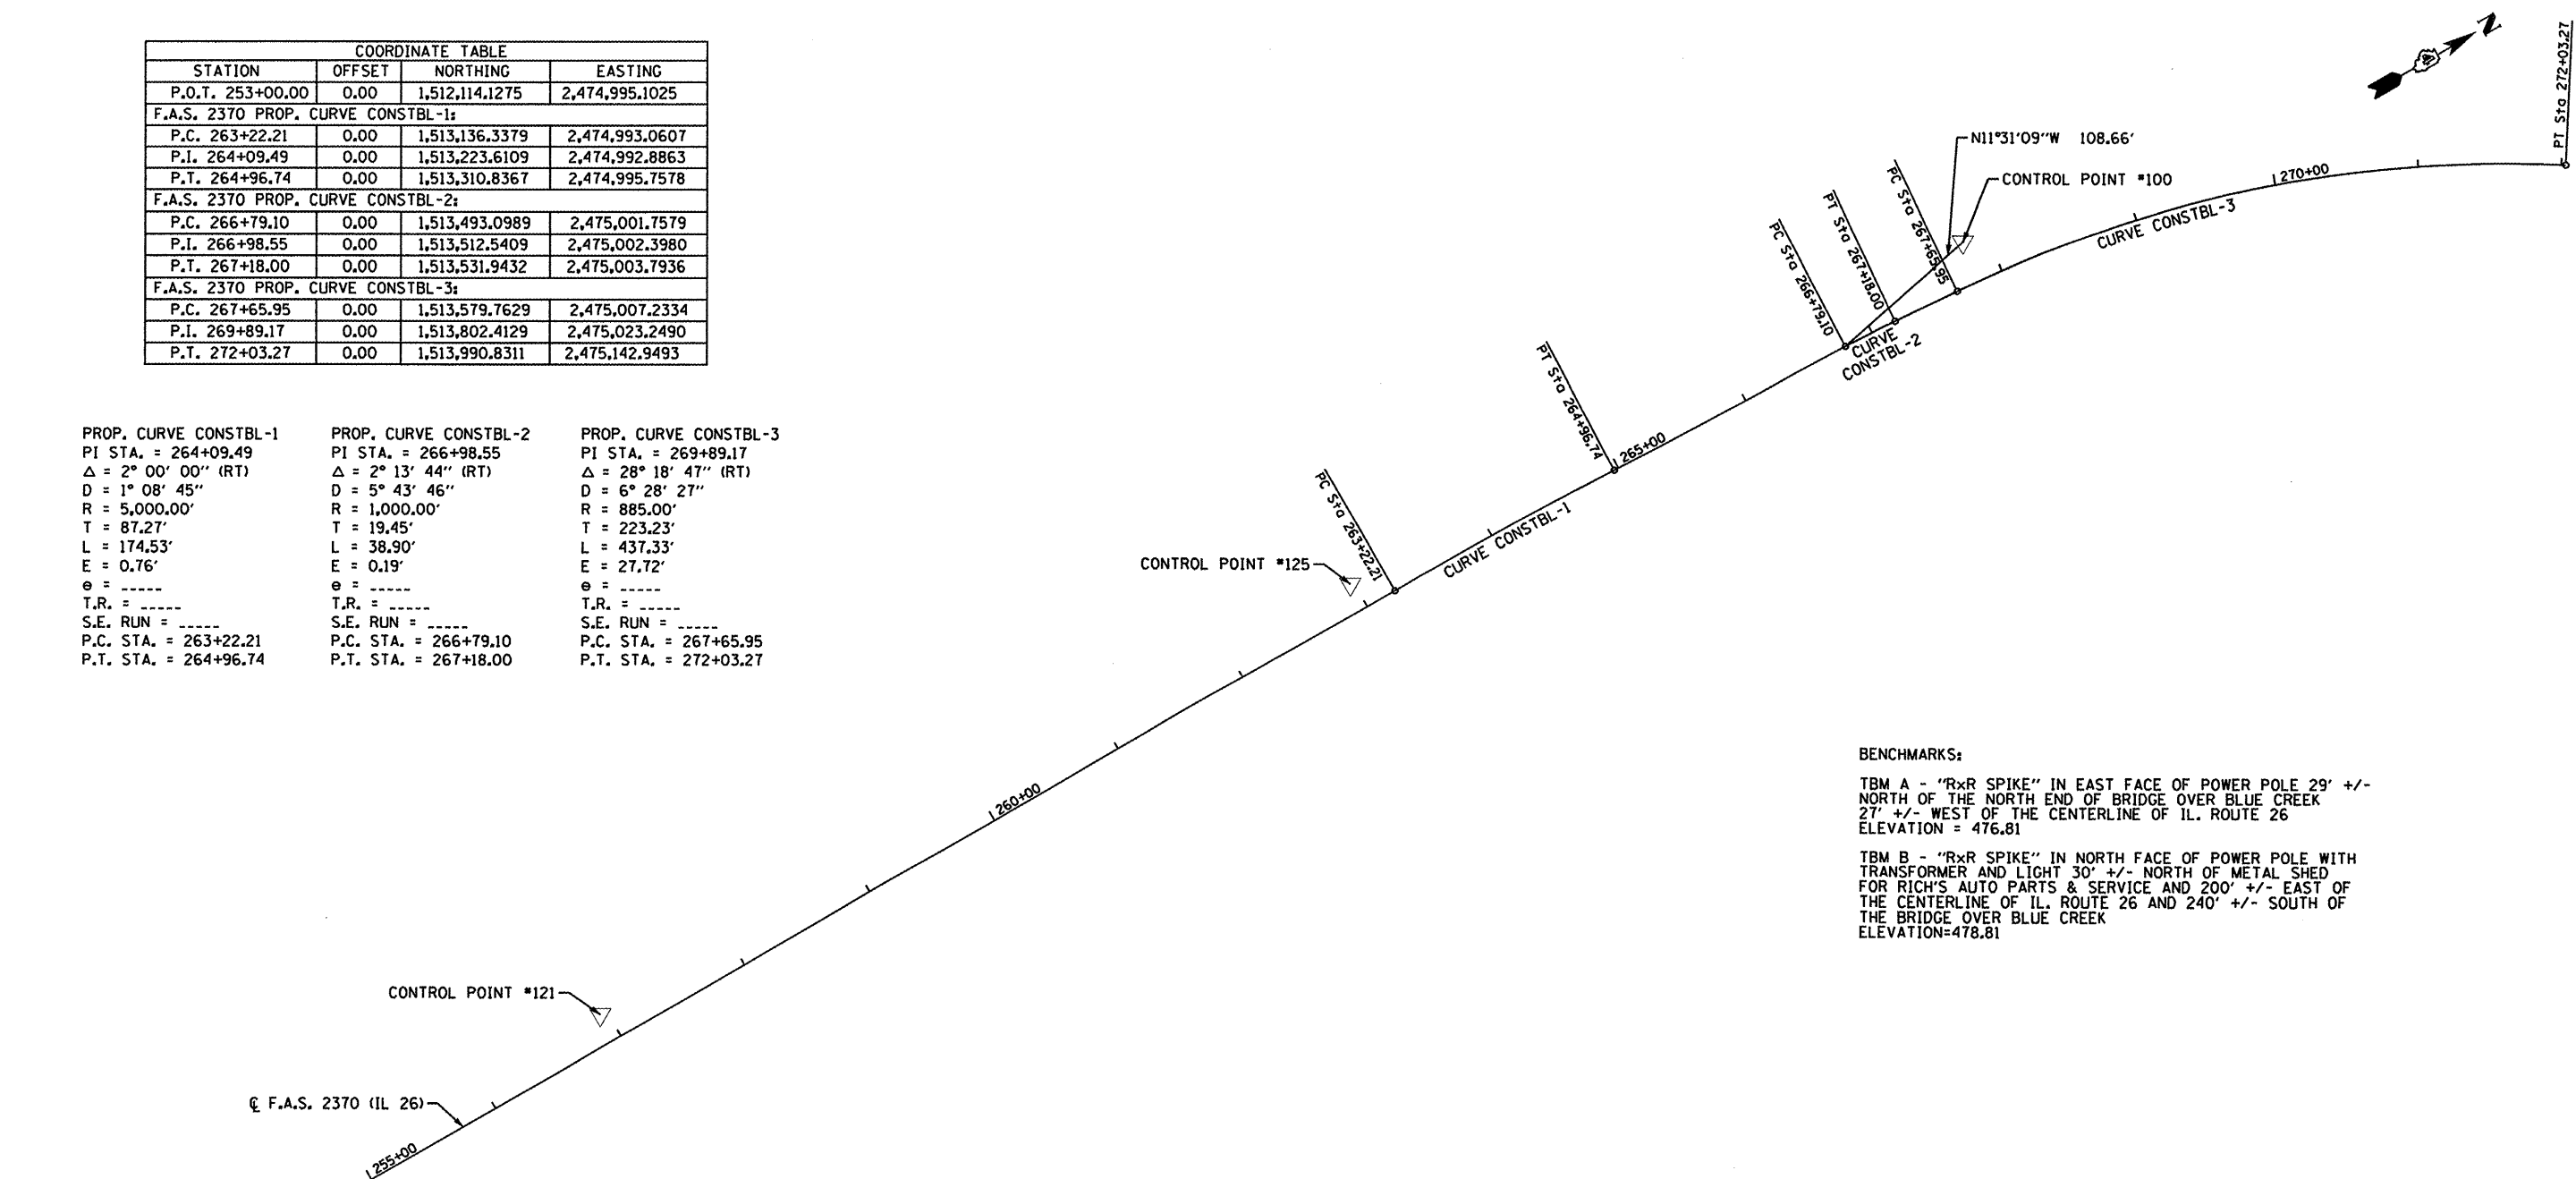 COORDINATE TABLE
STATION OFFSET NORTHING EASTING
P.O.T. 253+00.00 0.00 1,512,114.1275 2,474,995.1025
F.A.S. 2370 PROP. CURVE CONSTBL-1:
P.C. 263+22.21 0.00 1,513,136.3379 2,474,993.0607
P.I. 264+09.49 0.00 1,513,223.6109 2,474,992.8863
P.T. 264+96.74 0.00 1,513,310.8367 2,474,995.7578
F.A.S. 2370 PROP. CURVE CONSTBL-2:
P.C. 266+79.10 0.00 1,513,493.0989 2,475,001.7579
P.I. 266+98.55 0.00 1,513,512.5409 2,475,002.3980
P.T. 267+18.00 0.00 1,513,531.9432 2,475,003.7936
F.A.S. 2370 PROP. CURVE CONSTBL-3:
P.C. 267+65.95 0.00 1,513,579.7629 2,475,007.2334
P.I. 269+89.17 0.00 1,513,802.4129 2,475,023.2490
P.T. 272+03.27 0.00 1,513,990.8311 2,475,142.9493
PROP. CURVE CONSTBL-1
PI STA. = 264+09.49
Δ = 2° 00' 00" (RT)
D = 1° 08' 45"
R = 5,000.00'
T = 87.27'
L = 174.53'
E = 0.76'
e = -----
T.R. = -----
S.E. RUN = -----
P.C. STA. = 263+22.21
P.T. STA. = 264+96.74
PROP. CURVE CONSTBL-2
PI STA. = 266+98.55
Δ = 2° 13' 44" (RT)
D = 5° 43' 46"
R = 1,000.00'
T = 19.45'
L = 38.90'
E = 0.19'
e = -----
T.R. = -----
S.E. RUN = -----
P.C. STA. = 266+79.10
P.T. STA. = 267+18.00
PROP. CURVE CONSTBL-3
PI STA. = 269+89.17
Δ = 28° 18' 47" (RT)
D = 6° 28' 27"
R = 885.00'
T = 223.23'
L = 437.33'
E = 27.72'
e = -----
T.R. = -----
S.E. RUN = -----
P.C. STA. = 267+65.95
P.T. STA. = 272+03.27
N
PT Sta 272+03.27
N11°31'09"W 108.66'
CONTROL POINT #100
270+00
CURVE CONSTBL-3
PC Sta 267+65.95
PT Sta 267+18.00
PC Sta 266+79.10
CURVE
CONSTBL-2
PT Sta 264+96.74
265+00
CURVE CONSTBL-1
PC Sta 263+22.21
CONTROL POINT #125
260+00
CONTROL POINT #121
℄ F.A.S. 2370 (IL 26)
255+00
BENCHMARKS:
TBM A - "RxR SPIKE" IN EAST FACE OF POWER POLE 29' +/-
NORTH OF THE NORTH END OF BRIDGE OVER BLUE CREEK
27' +/- WEST OF THE CENTERLINE OF IL. ROUTE 26
ELEVATION = 476.81
TBM B - "RxR SPIKE" IN NORTH FACE OF POWER POLE WITH
TRANSFORMER AND LIGHT 30' +/- NORTH OF METAL SHED
FOR RICH'S AUTO PARTS & SERVICE AND 200' +/- EAST OF
THE CENTERLINE OF IL. ROUTE 26 AND 240' +/- SOUTH OF
THE BRIDGE OVER BLUE CREEK
ELEVATION=478.81